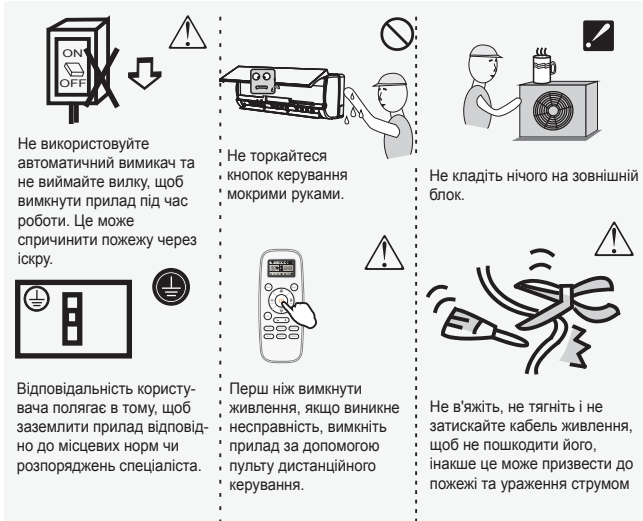 ON
OFF
Не використовуйте
автоматичний вимикач та
не виймайте вилку, щоб
вимкнути прилад під час
роботи. Це може
спричинити пожежу через
іскру.
Не торкайтеся
кнопок керування
мокрими руками.
Не кладіть нічого на зовнішній
блок.
Відповідальність користу-
вача полягає в тому, щоб
заземлити прилад відповід-
но до місцевих норм чи
розпоряджень спеціаліста.
Перш ніж вимкнути
живлення, якщо виникне
несправність, вимкніть
прилад за допомогою
пульту дистанційного
керування.
Не в'яжіть, не тягніть і не
затискайте кабель живлення,
щоб не пошкодити його,
інакше це може призвести до
пожежі та ураження струмом